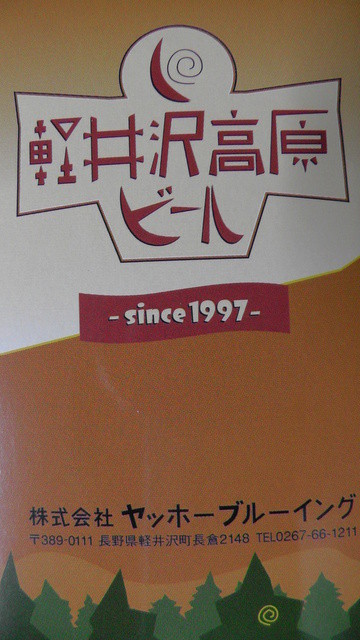 軽井沢高原
ビール
- since 1997 -
株式会社 ヤッホーブルーイング
〒389-0111 長野県軽井沢町長倉2148 TEL0267-66-1211